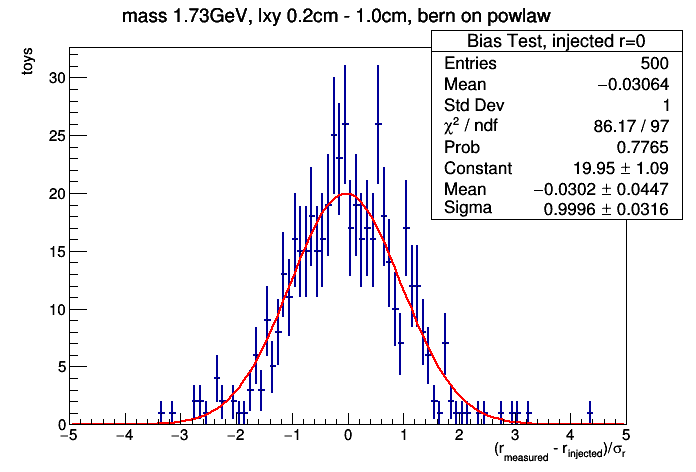 mass 1.73GeV, lxy 0.2cm - 1.0cm, bern on powlaw
Bias Test, injected r=0
Entries 500
Mean −0.03064
Std Dev 1
χ² / ndf 86.17 / 97
Prob 0.7765
Constant 19.95 ± 1.09
Mean −0.0302 ± 0.0447
Sigma 0.9996 ± 0.0316
toys
30
25
20
15
10
5
0
−5 −4 −3 −2 −1 0 1 2 3 4 5
(r_measured - r_injected)/σ_r